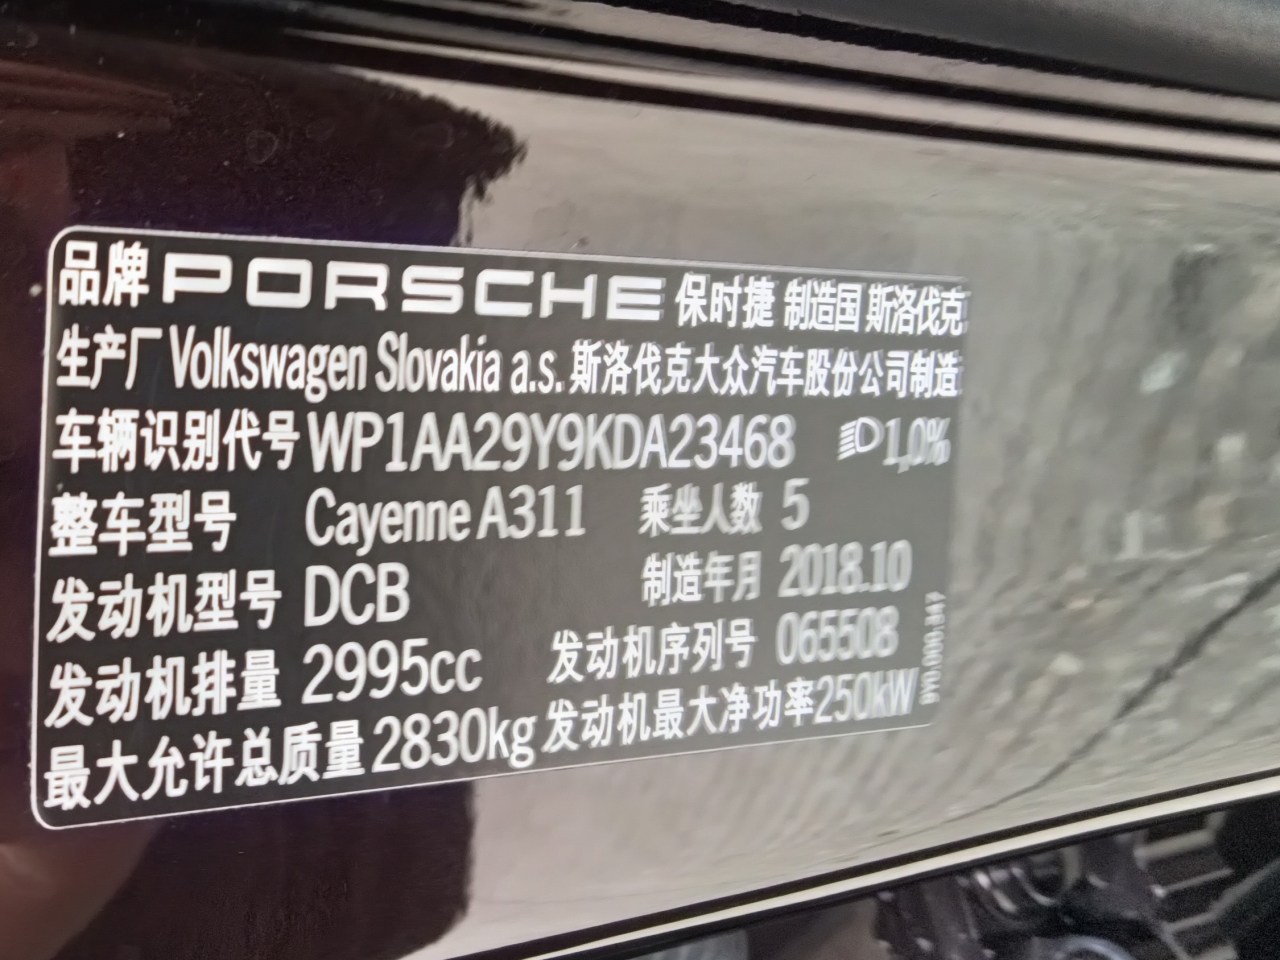 品牌 PORSCHE 保时捷 制造国 斯洛伐克
生产厂 Volkswagen Slovakia a.s. 斯洛伐克大众汽车股份公司制造
车辆识别代号 WP1AA29Y9KDA23468 1,0%
整车型号 Cayenne A311 乘坐人数 5
发动机型号 DCB 制造年月 2018.10
发动机排量 2995cc 发动机序列号 065508
最大允许总质量 2830kg 发动机最大净功率 250kW
9Y0.000.347